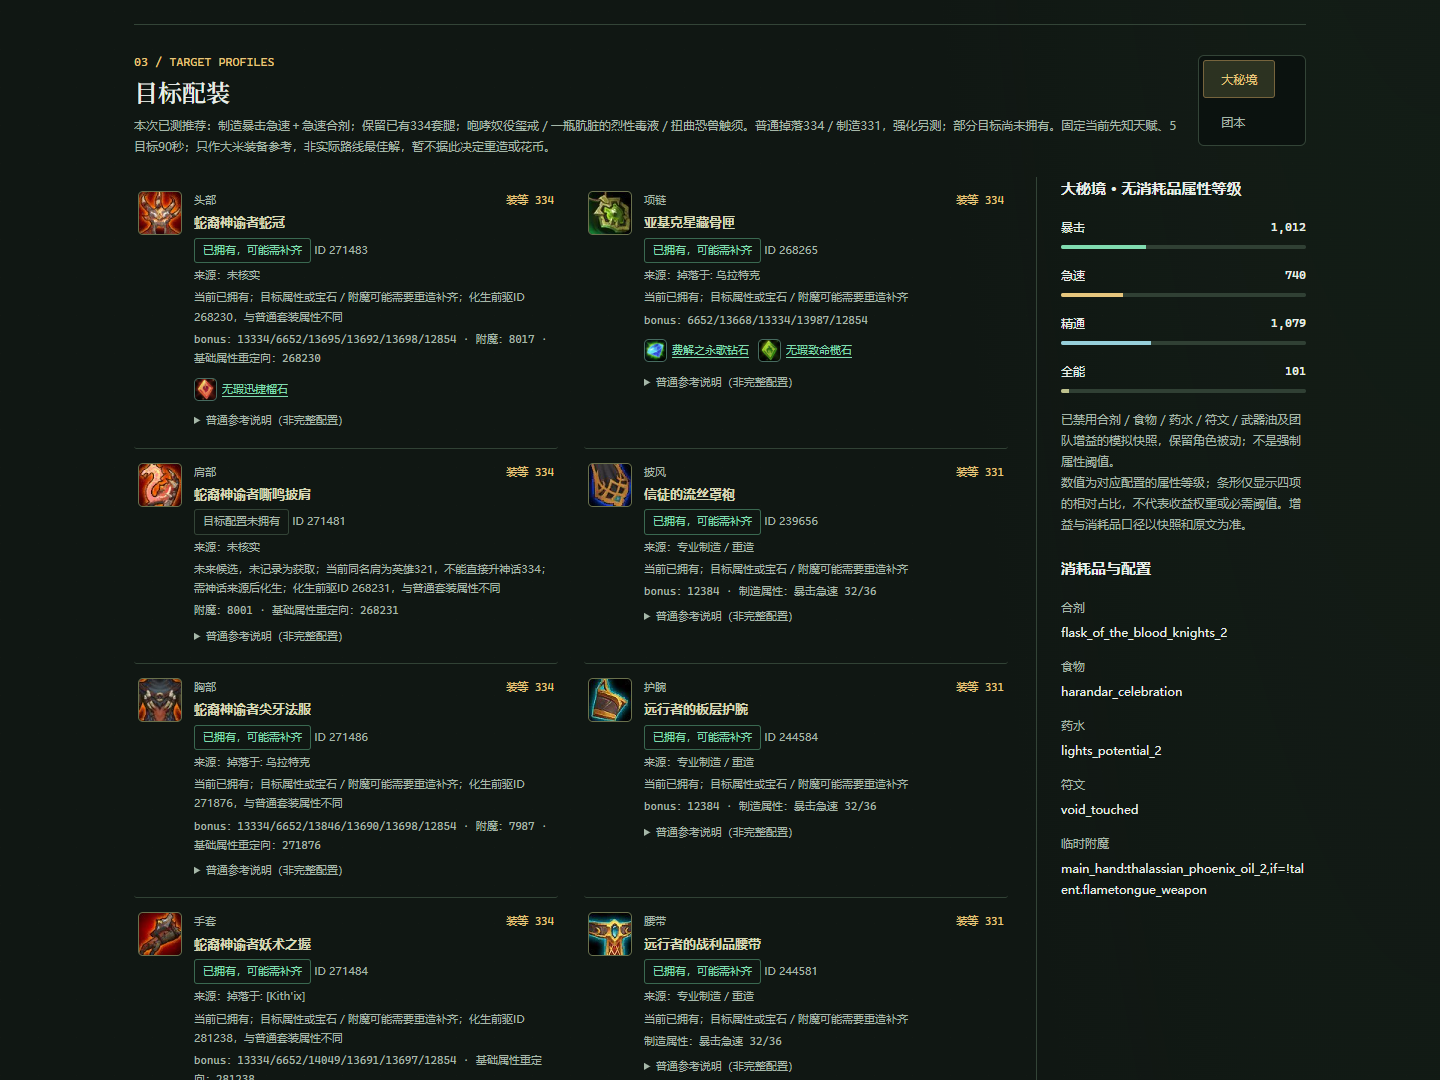 03 / TARGET PROFILES
目标配装
本次已测推荐：制造暴击急速 + 急速合剂；保留已有334套腿；咆哮奴役玺戒 / 一瓶肮脏的烈性毒液 / 扭曲恐兽触须。普通掉落334 / 制造331，强化另测；部分目标尚未拥有。固定当前先知天赋、5
目标90秒；只作大米装备参考，非实际路线最佳解，暂不据此决定重造或花币。
大秘境
团本
头部
装等 334
蛇裔神谕者蛇冠
已拥有，可能需补齐 ID 271483
来源：未核实
当前已拥有；目标属性或宝石 / 附魔可能需要重造补齐；化生前驱ID
268230，与普通套装属性不同
bonus: 13334/6652/13695/13692/13698/12854 · 附魔: 8017 ·
基础属性重定向: 268230
无瑕迅捷榴石
▶ 普通参考说明（非完整配置）
项链
装等 334
亚基克星藏骨匣
已拥有，可能需补齐 ID 268265
来源：掉落于: 乌拉特克
当前已拥有；目标属性或宝石 / 附魔可能需要重造补齐
bonus: 6652/13668/13334/13987/12854
费解之永歌钻石 无瑕致命榄石
▶ 普通参考说明（非完整配置）
肩部
装等 334
蛇裔神谕者嘶鸣披肩
目标配置未拥有 ID 271481
来源：未核实
未来候选，未记录为获取；当前同名肩为英雄321，不能直接升神话334；
需神话来源后化生；化生前驱ID 268231，与普通套装属性不同
附魔: 8001 · 基础属性重定向: 268231
▶ 普通参考说明（非完整配置）
披风
装等 331
信徒的流丝罩袍
已拥有，可能需补齐 ID 239656
来源：专业制造 / 重造
当前已拥有；目标属性或宝石 / 附魔可能需要重造补齐
bonus: 12384 · 制造属性: 暴击急速 32/36
▶ 普通参考说明（非完整配置）
胸部
装等 334
蛇裔神谕者尖牙法服
已拥有，可能需补齐 ID 271486
来源：掉落于: 乌拉特克
当前已拥有；目标属性或宝石 / 附魔可能需要重造补齐；化生前驱ID
271876，与普通套装属性不同
bonus: 13334/6652/13846/13690/13698/12854 · 附魔: 7987 ·
基础属性重定向: 271876
▶ 普通参考说明（非完整配置）
护腕
装等 331
远行者的板层护腕
已拥有，可能需补齐 ID 244584
来源：专业制造 / 重造
当前已拥有；目标属性或宝石 / 附魔可能需要重造补齐
bonus: 12384 · 制造属性: 暴击急速 32/36
▶ 普通参考说明（非完整配置）
手套
装等 334
蛇裔神谕者妖术之握
已拥有，可能需补齐 ID 271484
来源：掉落于: [Kith'ix]
当前已拥有；目标属性或宝石 / 附魔可能需要重造补齐；化生前驱ID
281238，与普通套装属性不同
bonus: 13334/6652/14049/13691/13697/12854 · 基础属性重定
向: 281238
腰带
装等 331
远行者的战利品腰带
已拥有，可能需补齐 ID 244581
来源：专业制造 / 重造
当前已拥有；目标属性或宝石 / 附魔可能需要重造补齐
制造属性: 暴击急速 32/36
▶ 普通参考说明（非完整配置）
大秘境 · 无消耗品属性等级
暴击 1,012
急速 740
精通 1,079
全能 101
已禁用合剂 / 食物 / 药水 / 符文 / 武器油及团
队增益的模拟快照，保留角色被动；不是强制
属性阈值。
数值为对应配置的属性等级；条形仅显示四项
的相对占比，不代表收益权重或必需阈值。增
益与消耗品口径以快照和原文为准。
消耗品与配置
合剂
flask_of_the_blood_knights_2
食物
harandar_celebration
药水
lights_potential_2
符文
void_touched
临时附魔
main_hand:thalassian_phoenix_oil_2,if=!tal
ent.flametongue_weapon